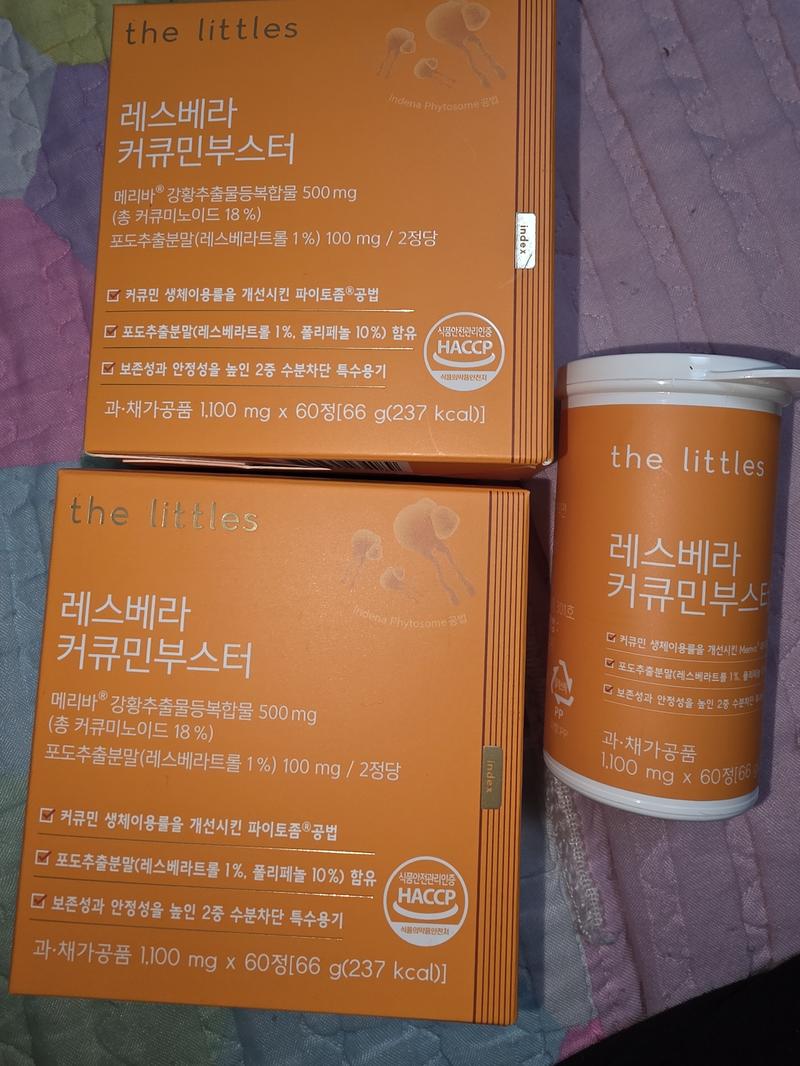 the littles
Indena Phytosome 공법
레스베라
커큐민부스터
메리바® 강황추출물등복합물 500 mg
(총 커큐미노이드 18 %)
포도추출분말(레스베라트롤 1 %) 100 mg / 2정당
index
커큐민 생체이용률을 개선시킨 파이토좀®공법
포도추출분말(레스베라트롤 1%, 폴리페놀 10%) 함유
보존성과 안정성을 높인 2중 수분차단 특수용기
식품안전관리인증
HACCP
식품의약품안전처
과·채가공품 1,100 mg x 60정[66 g(237 kcal)]
the littles
Indena Phytosome 공법
레스베라
커큐민부스터
메리바® 강황추출물등복합물 500 mg
(총 커큐미노이드 18 %)
포도추출분말(레스베라트롤 1 %) 100 mg / 2정당
index
커큐민 생체이용률을 개선시킨 파이토좀®공법
포도추출분말(레스베라트롤 1%, 폴리페놀 10%) 함유
보존성과 안정성을 높인 2중 수분차단 특수용기
식품안전관리인증
HACCP
식품의약품안전처
과·채가공품 1,100 mg x 60정[66 g(237 kcal)]
the littles
레스베라
커큐민부스터
커큐민 생체이용률을 개선시킨
포도추출분말(레스베라트롤 1%,
보존성과 안정성을 높인 2중 수분차단
301호
PP
과·채가공품
1,100 mg x 60정[66